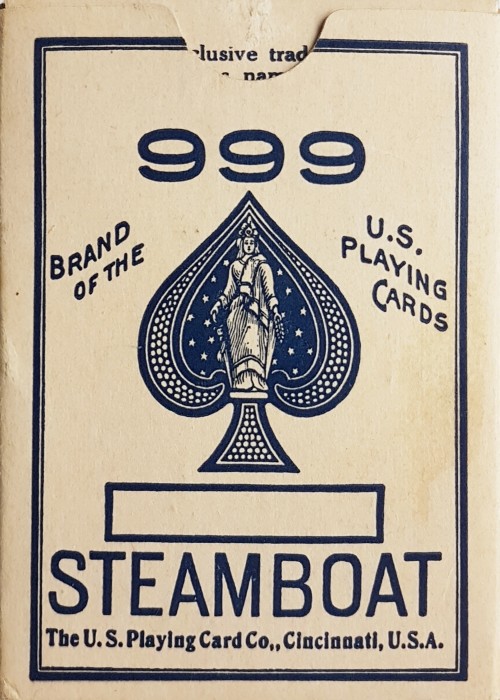 clusive trad
999
BRAND
OF THE
U.S.
PLAYING
CARDS
STEAMBOAT
The U. S. Playing Card Co., Cincinnati, U.S.A.